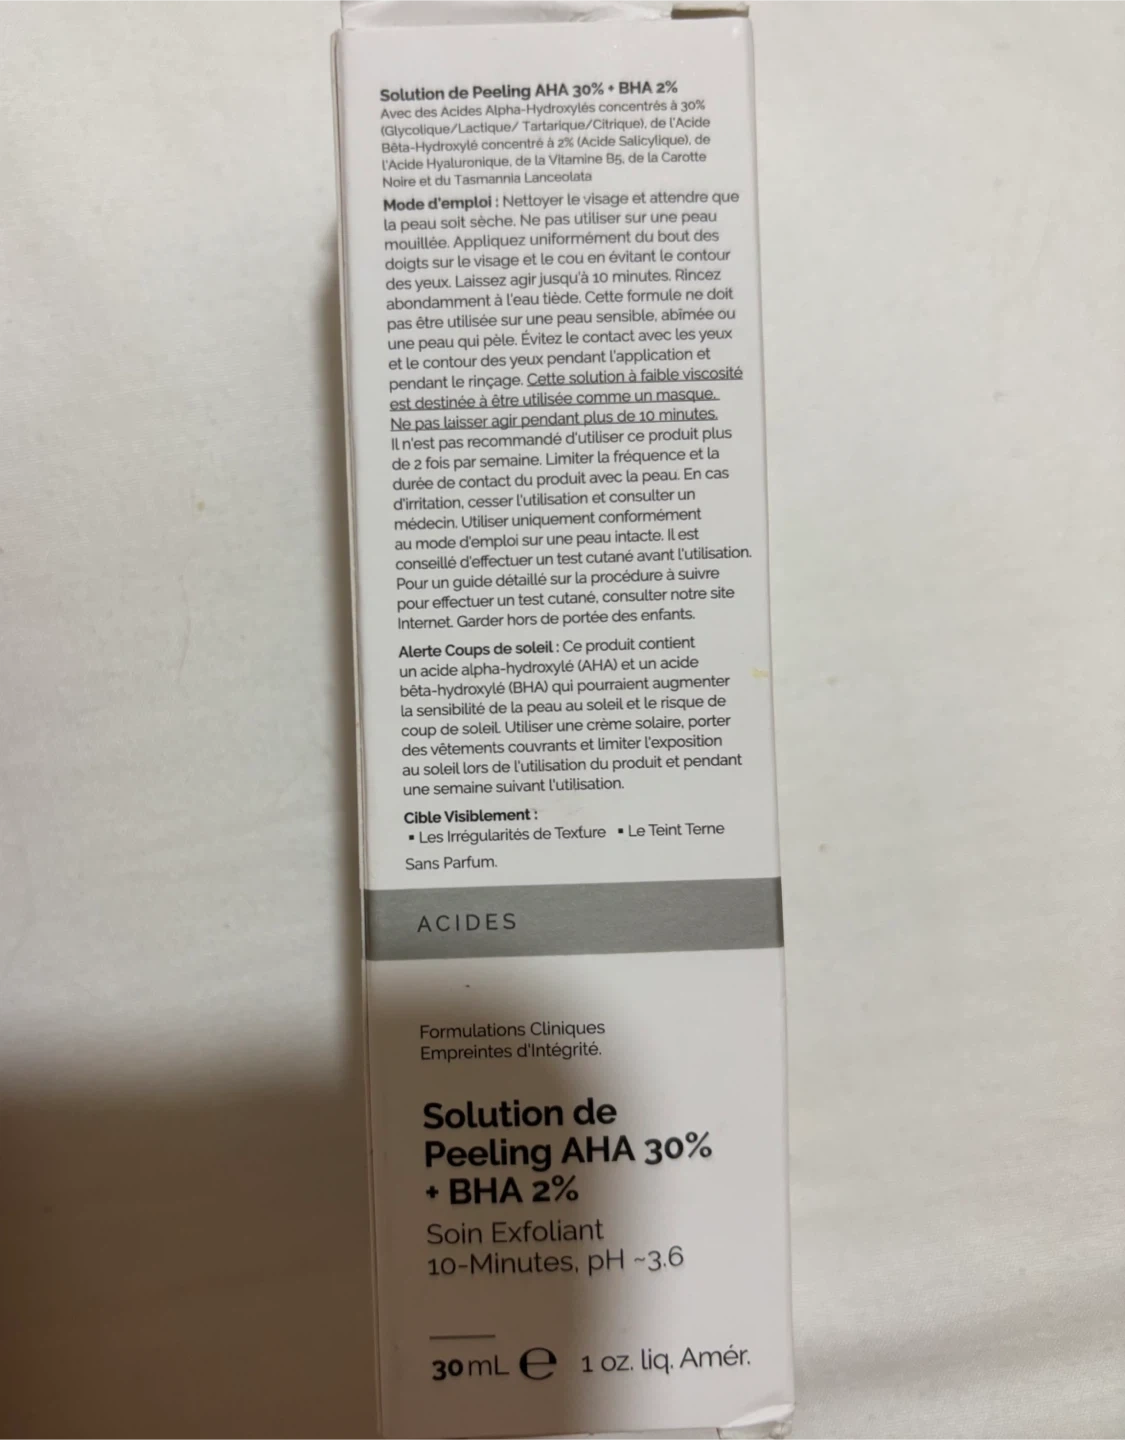 Solution de Peeling AHA 30% + BHA 2%
Avec des Acides Alpha-Hydroxylés concentrés à 30%
(Glycolique/Lactique/ Tartarique/Citrique), de l'Acide
Bêta-Hydroxylé concentré à 2% (Acide Salicylique), de
l'Acide Hyaluronique, de la Vitamine B5, de la Carotte
Noire et du Tasmannia Lanceolata
Mode d'emploi : Nettoyer le visage et attendre que
la peau soit sèche. Ne pas utiliser sur une peau
mouillée. Appliquez uniformément du bout des
doigts sur le visage et le cou en évitant le contour
des yeux. Laissez agir jusqu'à 10 minutes. Rincez
abondamment à l'eau tiède. Cette formule ne doit
pas être utilisée sur une peau sensible, abîmée ou
une peau qui pèle. Évitez le contact avec les yeux
et le contour des yeux pendant l'application et
pendant le rinçage. Cette solution à faible viscosité
est destinée à être utilisée comme un masque.
Ne pas laisser agir pendant plus de 10 minutes.
Il n'est pas recommandé d'utiliser ce produit plus
de 2 fois par semaine. Limiter la fréquence et la
durée de contact du produit avec la peau. En cas
d'irritation, cesser l'utilisation et consulter un
médecin. Utiliser uniquement conformément
au mode d'emploi sur une peau intacte. Il est
conseillé d'effectuer un test cutané avant l'utilisation.
Pour un guide détaillé sur la procédure à suivre
pour effectuer un test cutané, consulter notre site
Internet. Garder hors de portée des enfants.
Alerte Coups de soleil : Ce produit contient
un acide alpha-hydroxylé (AHA) et un acide
bêta-hydroxylé (BHA) qui pourraient augmenter
la sensibilité de la peau au soleil et le risque de
coup de soleil. Utiliser une crème solaire, porter
des vêtements couvrants et limiter l'exposition
au soleil lors de l'utilisation du produit et pendant
une semaine suivant l'utilisation.
Cible Visiblement :
▪ Les Irrégularités de Texture ▪ Le Teint Terne
Sans Parfum.
ACIDES
Formulations Cliniques
Empreintes d'Intégrité.
Solution de
Peeling AHA 30%
+ BHA 2%
Soin Exfoliant
10-Minutes, pH ~3.6
30 mL ℮ 1 oz. liq. Amér.